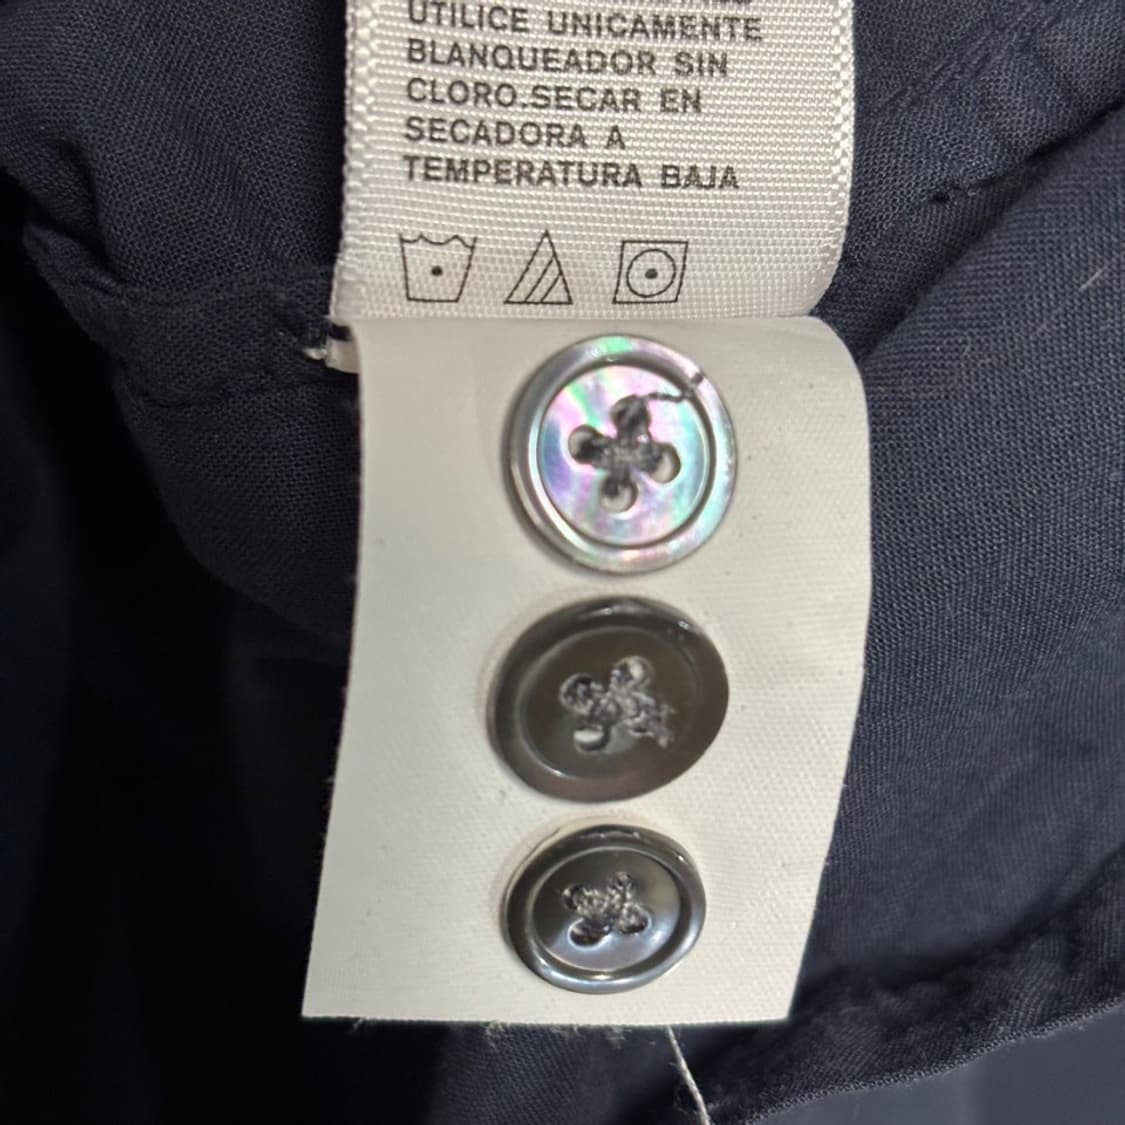 UTILICE UNICAMENTE
BLANQUEADOR SIN
CLORO.SECAR EN
SECADORA A
TEMPERATURA BAJA